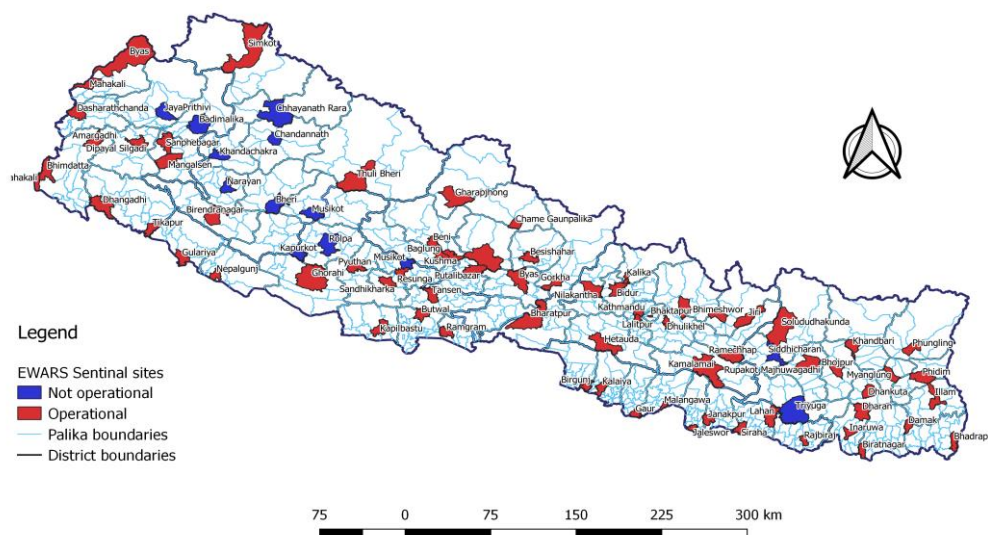 Simkot
Byas
Mahakali
Dasharathchanda
JayaPrithivi
Badimalika
Chhayanath Rara
Chandannath
Amargadhi
Dipayal Silgadi
Sanphebagar
Khandachakra
Mangalsen
Bhimdatta
Thuli Bheri
Narayan
Gharapjhong
Dhangadhi
Birendranagar
Bheri
Musikot
Chame Gaunpalika
Tikapur
Rolpa
Beni
Kapurkot
Baglung
Besishahar
Gulariya
Pyuthan
Musikot
Kushma
Nepalgunj
Ghorahi
Resunga
Putalibazar
Byas
Gorkha
Kalika
Sandhikharka
Tansen
Nilakantha
Bidur
Butwal
Bharatpur
Kathmandu
Bhaktapur
Bhimeshwor
Jiri
Kapilbastu
Ramgram
Lalitpur
Dhulikhel
Solududhakunda
Hetauda
Ramechhap
Siddhicharan
Khandbari
Phungling
Kamalamai
Rupakot
Majhuwagadhi
Bhojpur
Myanglung
Phidim
Birgunj
Kalaiya
Dhankuta
Illam
Gaur
Malangawa
Janakpur
Lahan
Triyuga
Dharan
Damak
Jaleswor
Siraha
Rajbiraj
Inaruwa
Biratnagar
Bhadrap
Legend
EWARS Sentinal sites
Not operational
Operational
Palika boundaries
District boundaries
75 0 75 150 225 300 km